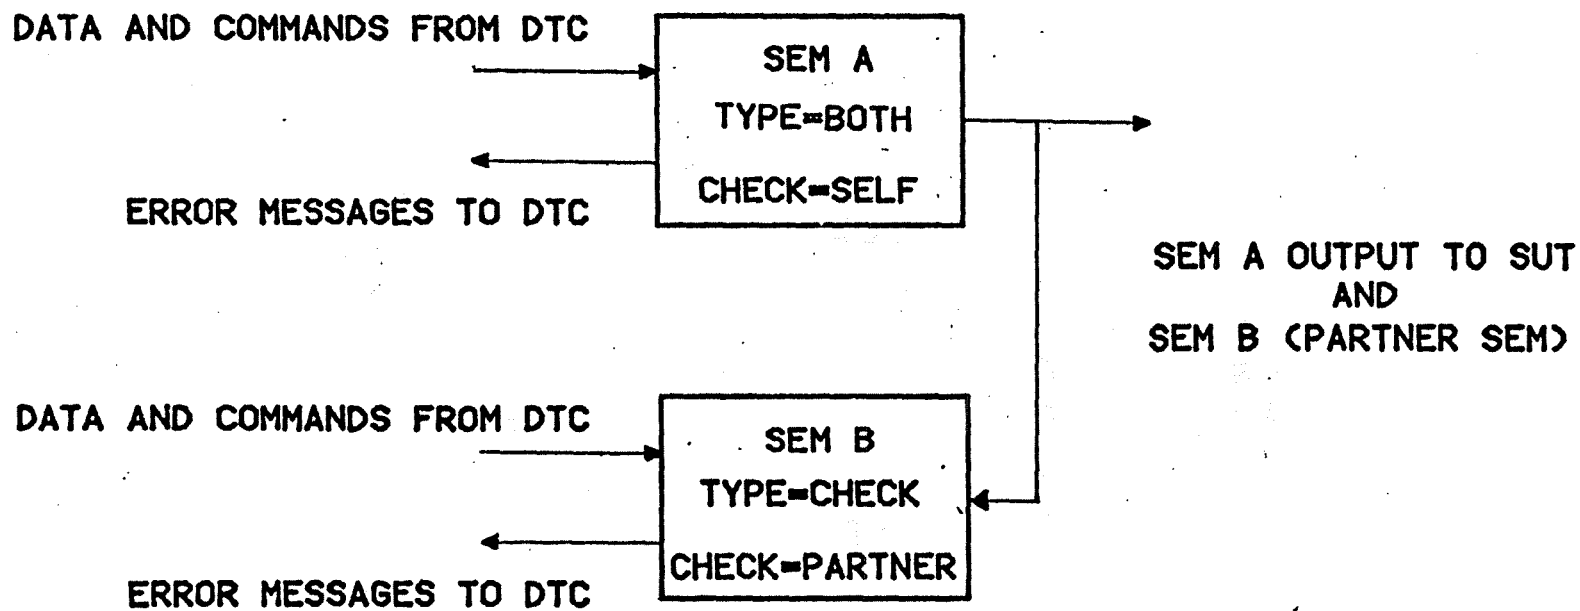 DATA AND COMMANDS FROM DTC
SEM A
TYPE=BOTH
CHECK=SELF
ERROR MESSAGES TO DTC
SEM A OUTPUT TO SUT
AND
SEM B (PARTNER SEM)
DATA AND COMMANDS FROM DTC
SEM B
TYPE=CHECK
CHECK=PARTNER
ERROR MESSAGES TO DTC